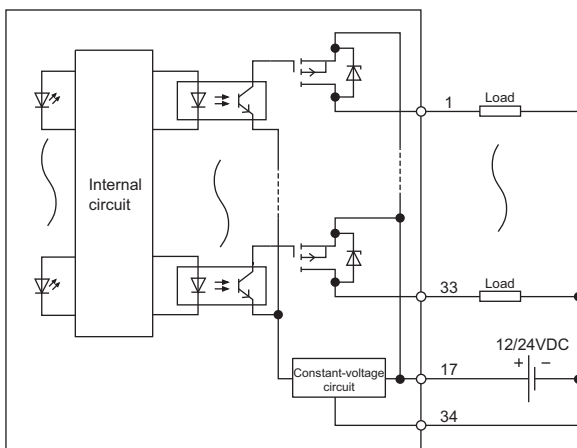 1
Load
Internal
circuit
33
Load
12/24VDC
Constant-voltage
circuit
17
+
−
34